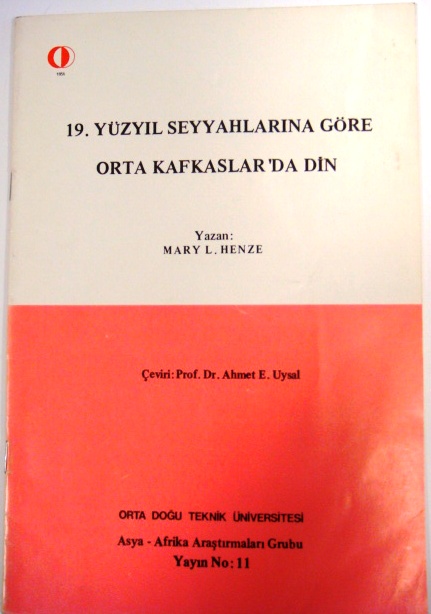 1956
19. YÜZYIL SEYYAHLARINA GÖRE
ORTA KAFKASLAR'DA DİN
Yazan:
MARY L. HENZE
Çeviri: Prof. Dr. Ahmet E. Uysal
ORTA DOĞU TEKNİK ÜNİVERSİTESİ
Asya - Afrika Araştırmaları Grubu
Yayın No: 11